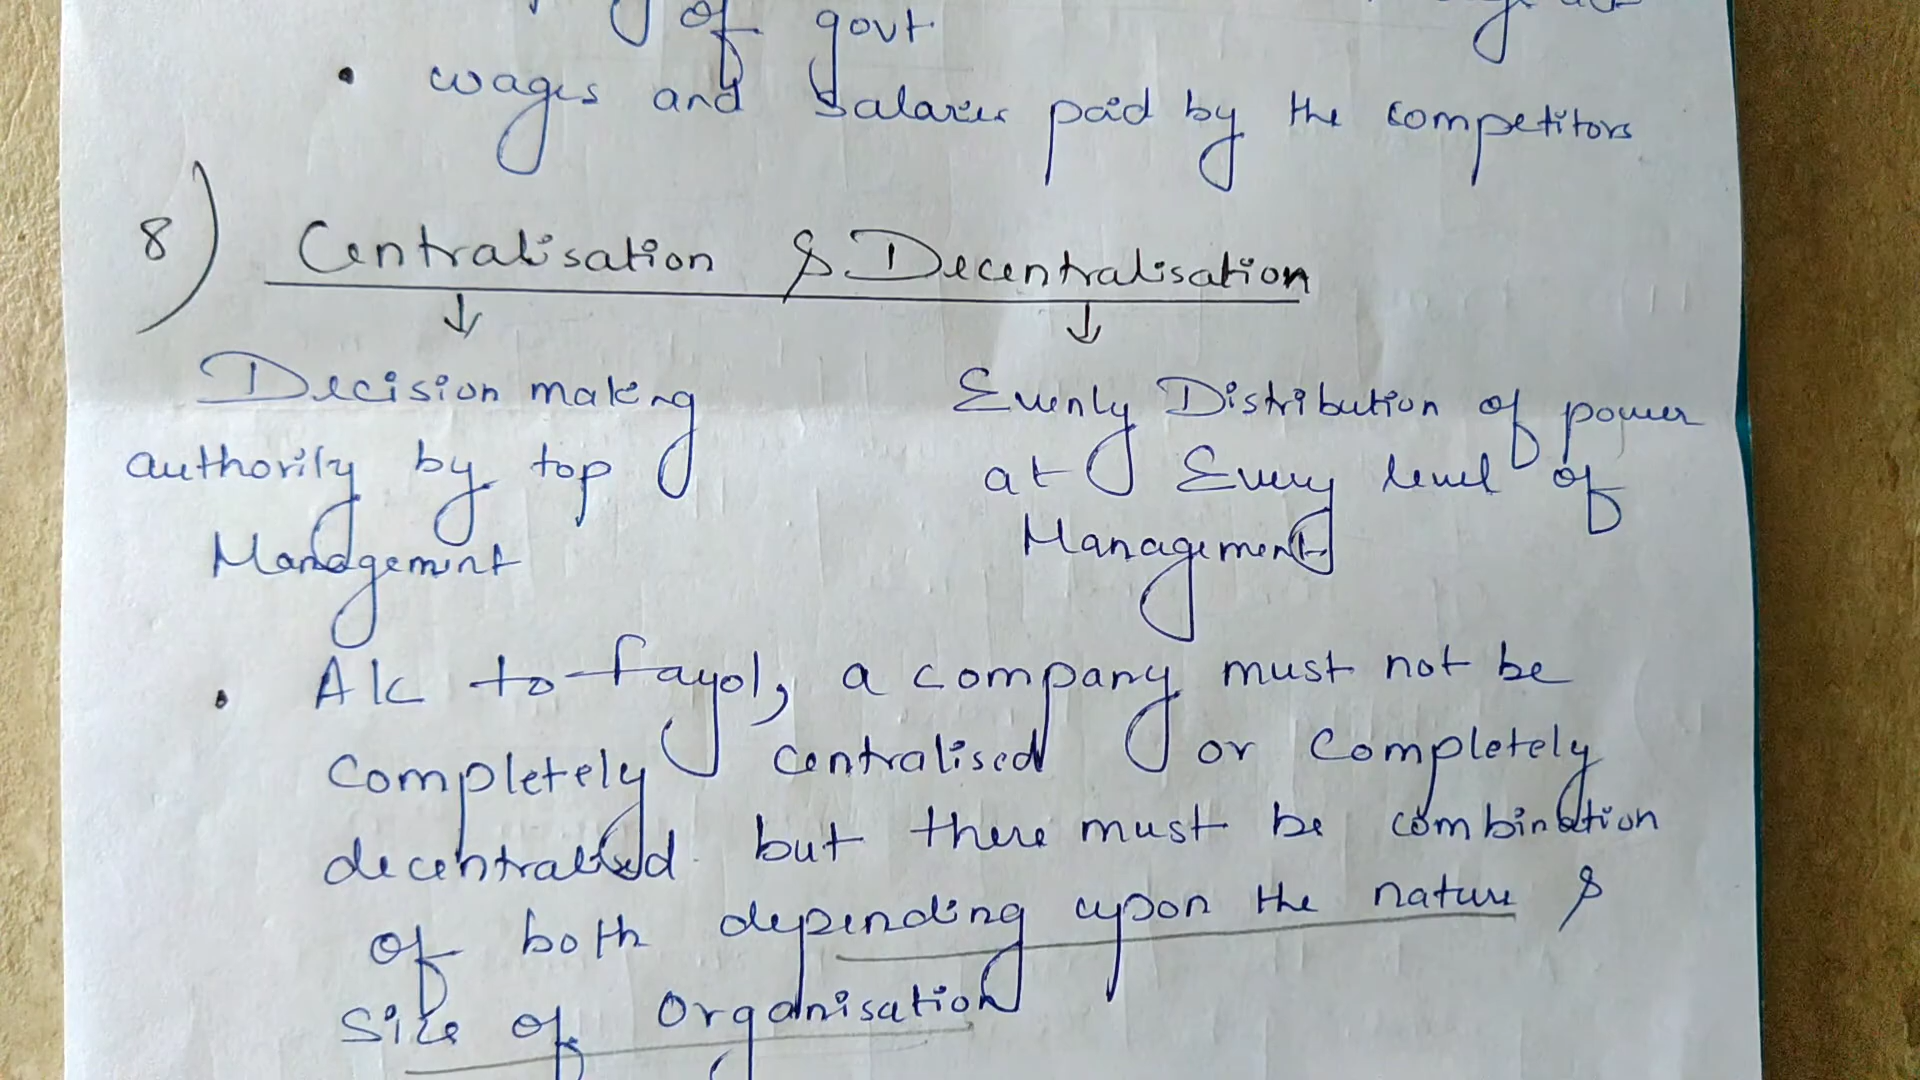 of govt
• wages and Salaries paid by the competitors
8) Centralisation & Decentralisation
↓ ↓
Decision making
authority by top
Management
Evenly Distribution of power
at Every level of
Management
• A/c to fayol, a company must not be
completely centralised or completely
decentralised but there must be combination
of both depending upon the nature &
Size of Organisation